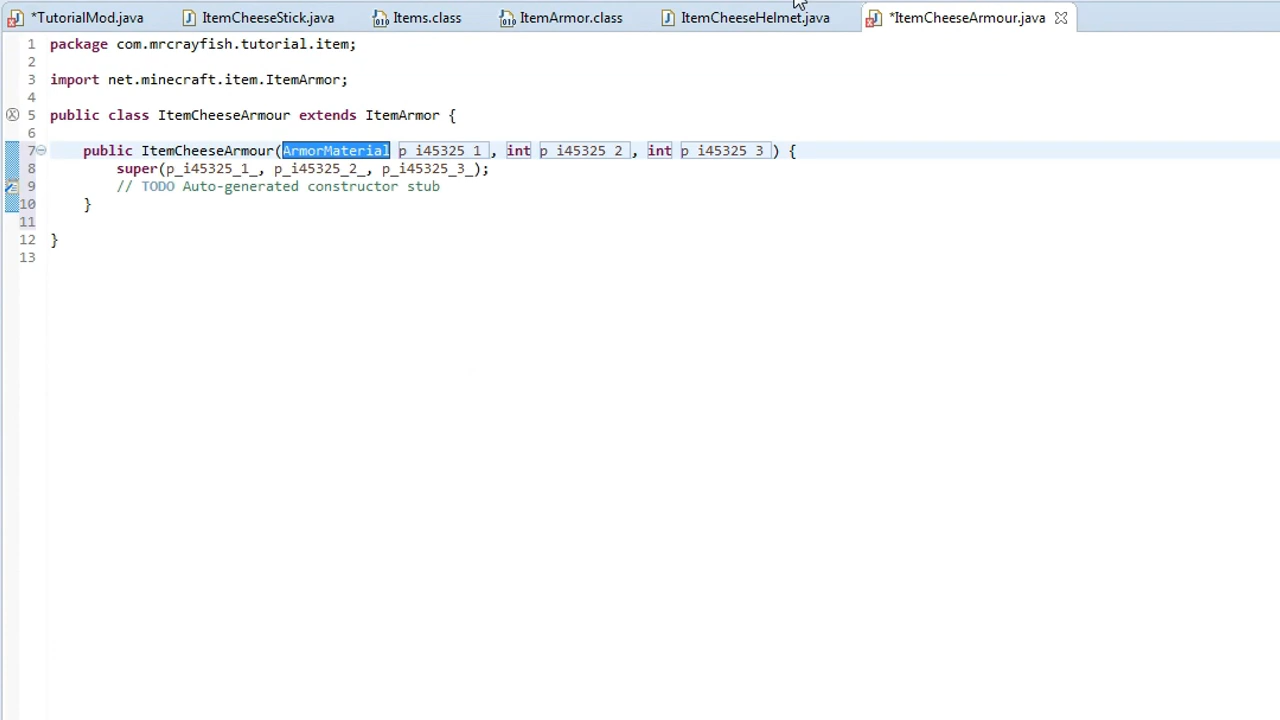 *TutorialMod.java ItemCheeseStick.java Items.class ItemArmor.class ItemCheeseHelmet.java *ItemCheeseArmour.java
1 package com.mrcrayfish.tutorial.item;
2
3 import net.minecraft.item.ItemArmor;
4
5 public class ItemCheeseArmour extends ItemArmor {
6
7 public ItemCheeseArmour(ArmorMaterial p_i45325_1_, int p_i45325_2_, int p_i45325_3_) {
8 super(p_i45325_1_, p_i45325_2_, p_i45325_3_);
9 // TODO Auto-generated constructor stub
10 }
11
12 }
13